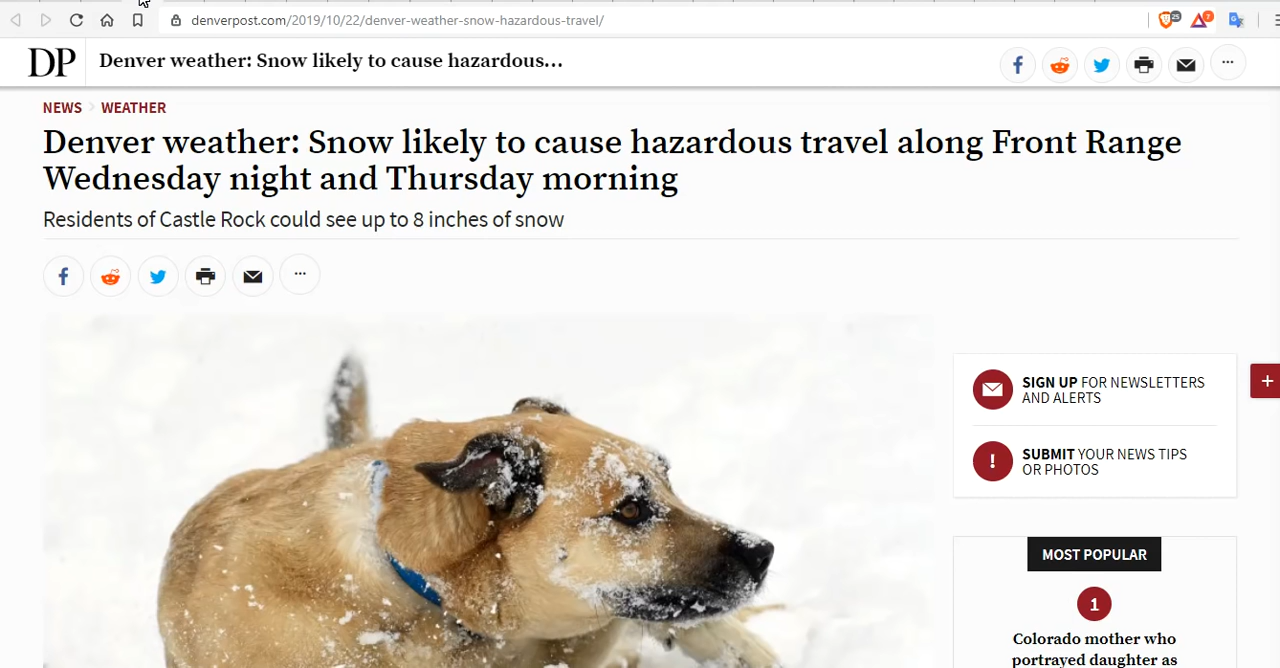 denverpost.com/2019/10/22/denver-weather-snow-hazardous-travel/
25
7
DP
Denver weather: Snow likely to cause hazardous...
NEWS > WEATHER
Denver weather: Snow likely to cause hazardous travel along Front Range
Wednesday night and Thursday morning
Residents of Castle Rock could see up to 8 inches of snow
SIGN UP FOR NEWSLETTERS
AND ALERTS
SUBMIT YOUR NEWS TIPS
OR PHOTOS
MOST POPULAR
1
Colorado mother who
portrayed daughter as